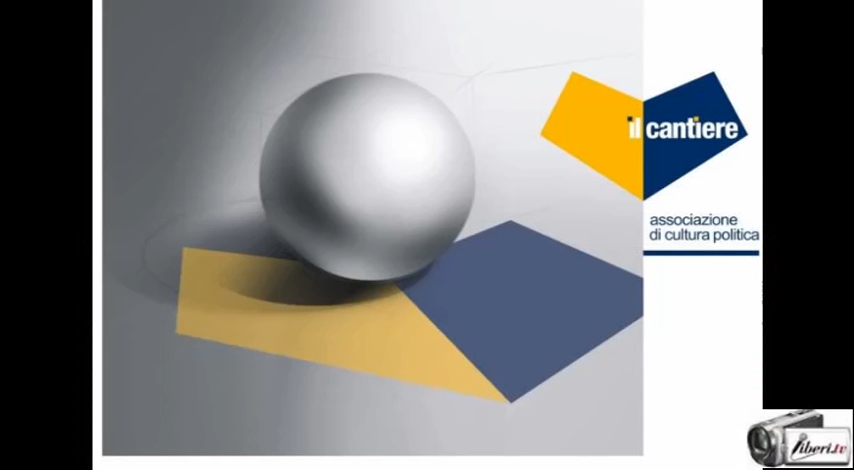 il cantiere
associazione
di cultura politica
liberi.tv